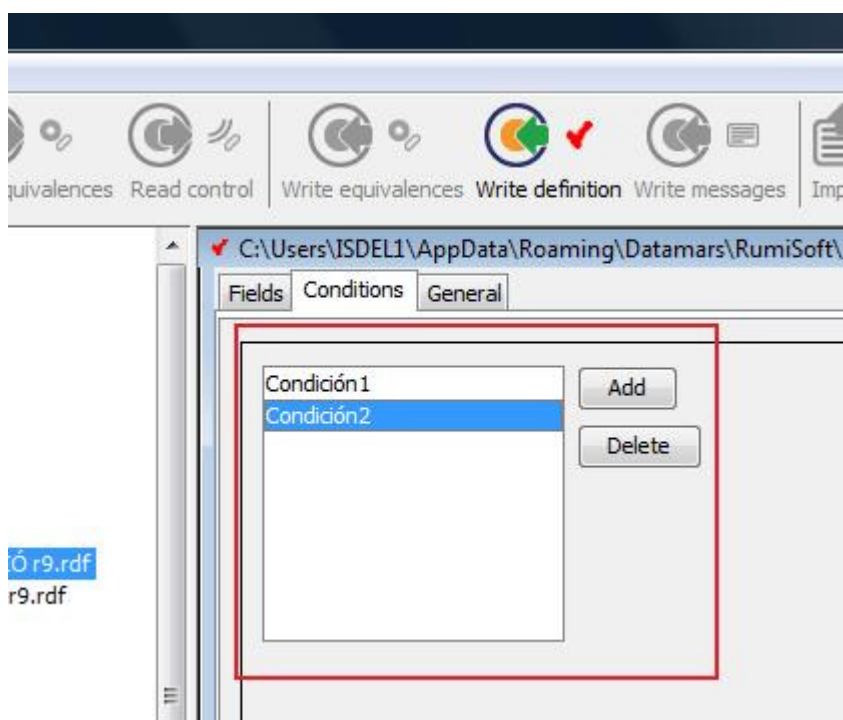 quivalences Read control Write equivalences Write definition Write messages Imp
C:\Users\ISDEL1\AppData\Roaming\Datamars\RumiSoft\
Fields Conditions General
Condición1 Add
Condición2
Delete
Ó r9.rdf
r9.rdf